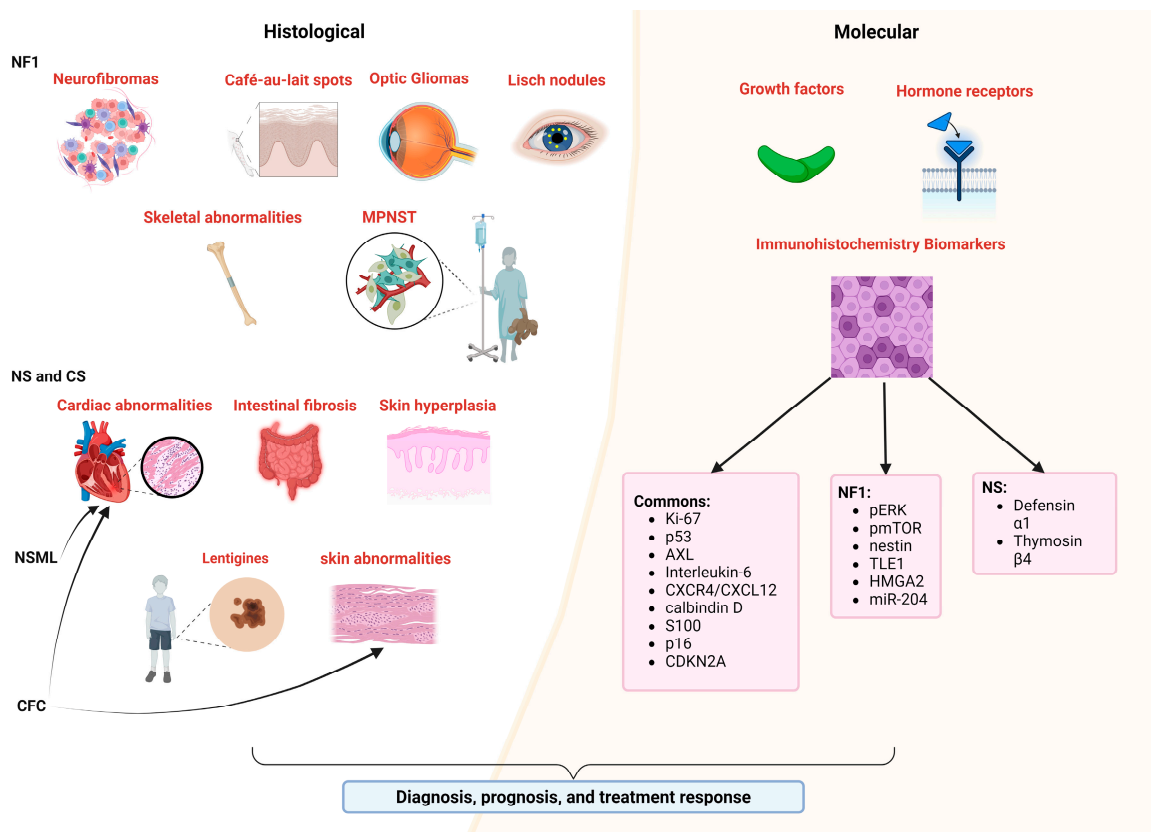 Histological
Molecular
NF1
Neurofibromas
Café-au-lait spots
Optic Gliomas
Lisch nodules
Growth factors
Hormone receptors
Skeletal abnormalities
MPNST
Immunohistochemistry Biomarkers
NS and CS
Cardiac abnormalities
Intestinal fibrosis
Skin hyperplasia
NSML
Lentigines
skin abnormalities
CFC
Commons:
• Ki-67
• p53
• AXL
• Interleukin-6
• CXCR4/CXCL12
• calbindin D
• S100
• p16
• CDKN2A
NF1:
• pERK
• pmTOR
• nestin
• TLE1
• HMGA2
• miR-204
NS:
• Defensin
α1
• Thymosin
β4
Diagnosis, prognosis, and treatment response